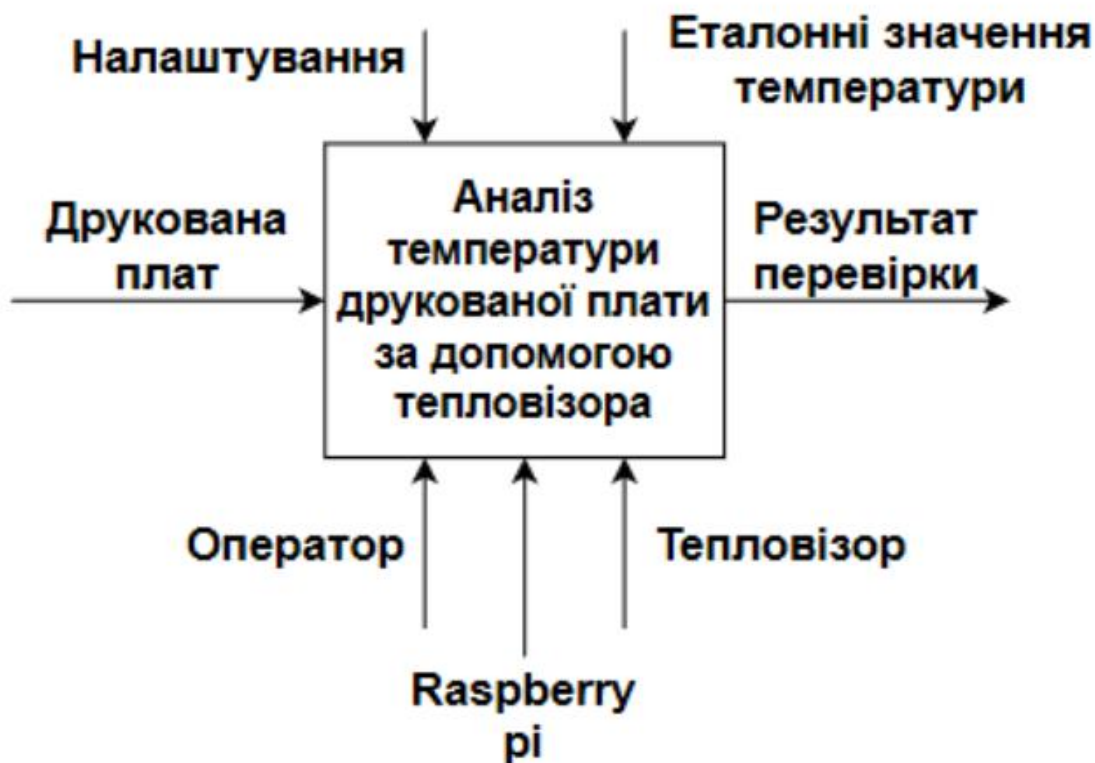 Налаштування
Еталонні значення
температури
Друкована
плат
Аналіз
температури
друкованої плати
за допомогою
тепловізора
Результат
перевірки
Оператор
Тепловізор
Raspberry
pi